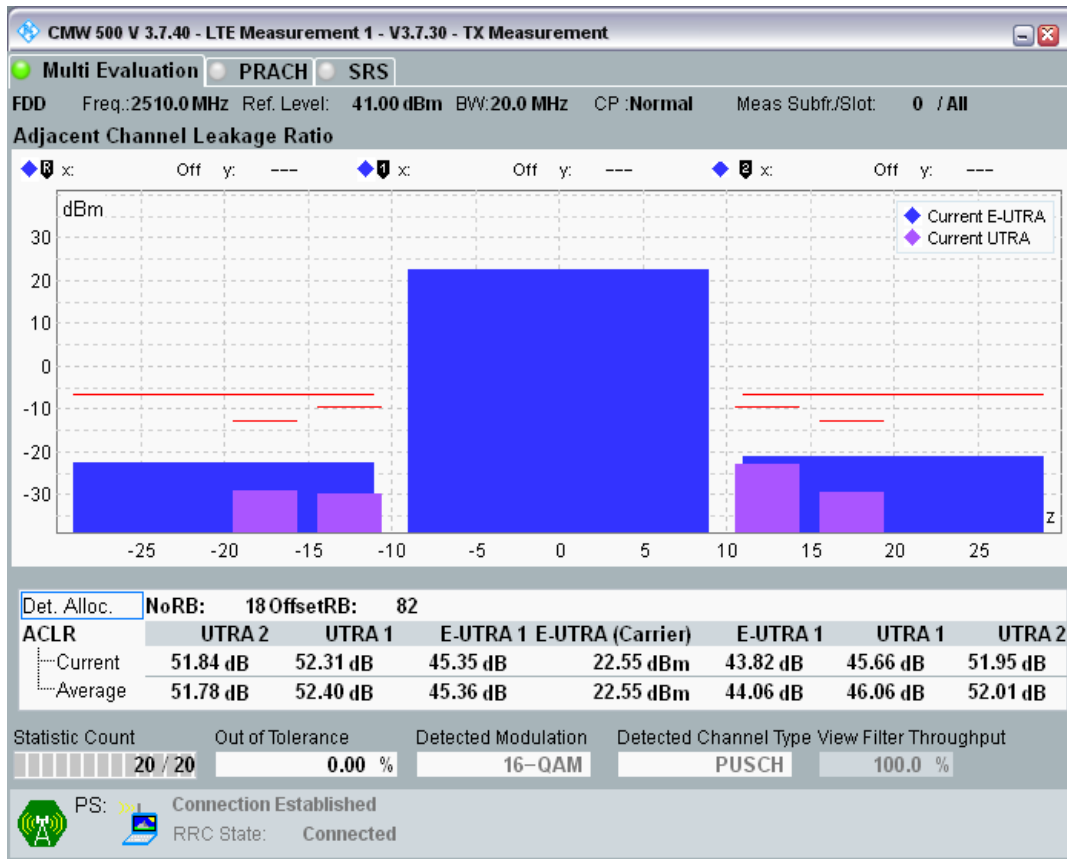 CMW 500 V 3.7.40 - LTE Measurement 1 - V3.7.30 - TX Measurement
Multi Evaluation PRACH SRS
FDD Freq.:2510.0 MHz Ref. Level: 41.00 dBm BW:20.0 MHz CP :Normal Meas Subfr./Slot: 0 / All
Adjacent Channel Leakage Ratio
R x: Off y: --- 1 x: Off y: --- 2 x: Off y: ---
dBm
Current E-UTRA
Current UTRA
30
20
10
0
-10
-20
-30
z
-25 -20 -15 -10 -5 0 5 10 15 20 25
Det. Alloc. NoRB: 18 OffsetRB: 82
ACLR UTRA 2 UTRA 1 E-UTRA 1 E-UTRA (Carrier) E-UTRA 1 UTRA 1 UTRA 2
Current 51.84 dB 52.31 dB 45.35 dB 22.55 dBm 43.82 dB 45.66 dB 51.95 dB
Average 51.78 dB 52.40 dB 45.36 dB 22.55 dBm 44.06 dB 46.06 dB 52.01 dB
Statistic Count Out of Tolerance Detected Modulation Detected Channel Type View Filter Throughput
20 / 20 0.00 % 16-QAM PUSCH 100.0 %
PS: Connection Established
RRC State: Connected